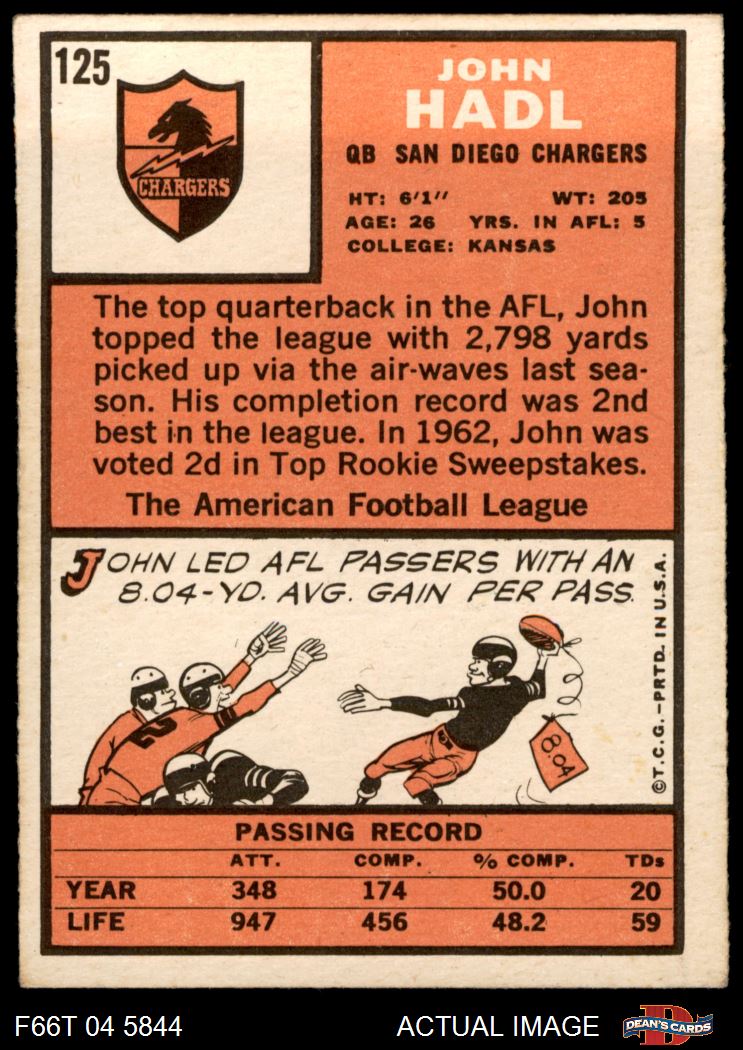 125
CHARGERS
JOHN
HADL
QB SAN DIEGO CHARGERS
HT: 6'1" WT: 205
AGE: 26 YRS. IN AFL: 5
COLLEGE: KANSAS
The top quarterback in the AFL, John
topped the league with 2,798 yards
picked up via the air-waves last sea-
son. His completion record was 2nd
best in the league. In 1962, John was
voted 2d in Top Rookie Sweepstakes.
The American Football League
JOHN LED AFL PASSERS WITH AN
8.04-YD. AVG. GAIN PER PASS.
2
8.04
©T.C.G.-PRTD. IN U.S.A.
PASSING RECORD
ATT. COMP. % COMP. TDs
YEAR 348 174 50.0 20
LIFE 947 456 48.2 59
F66T 04 5844 ACTUAL IMAGE D DEAN'S CARDS